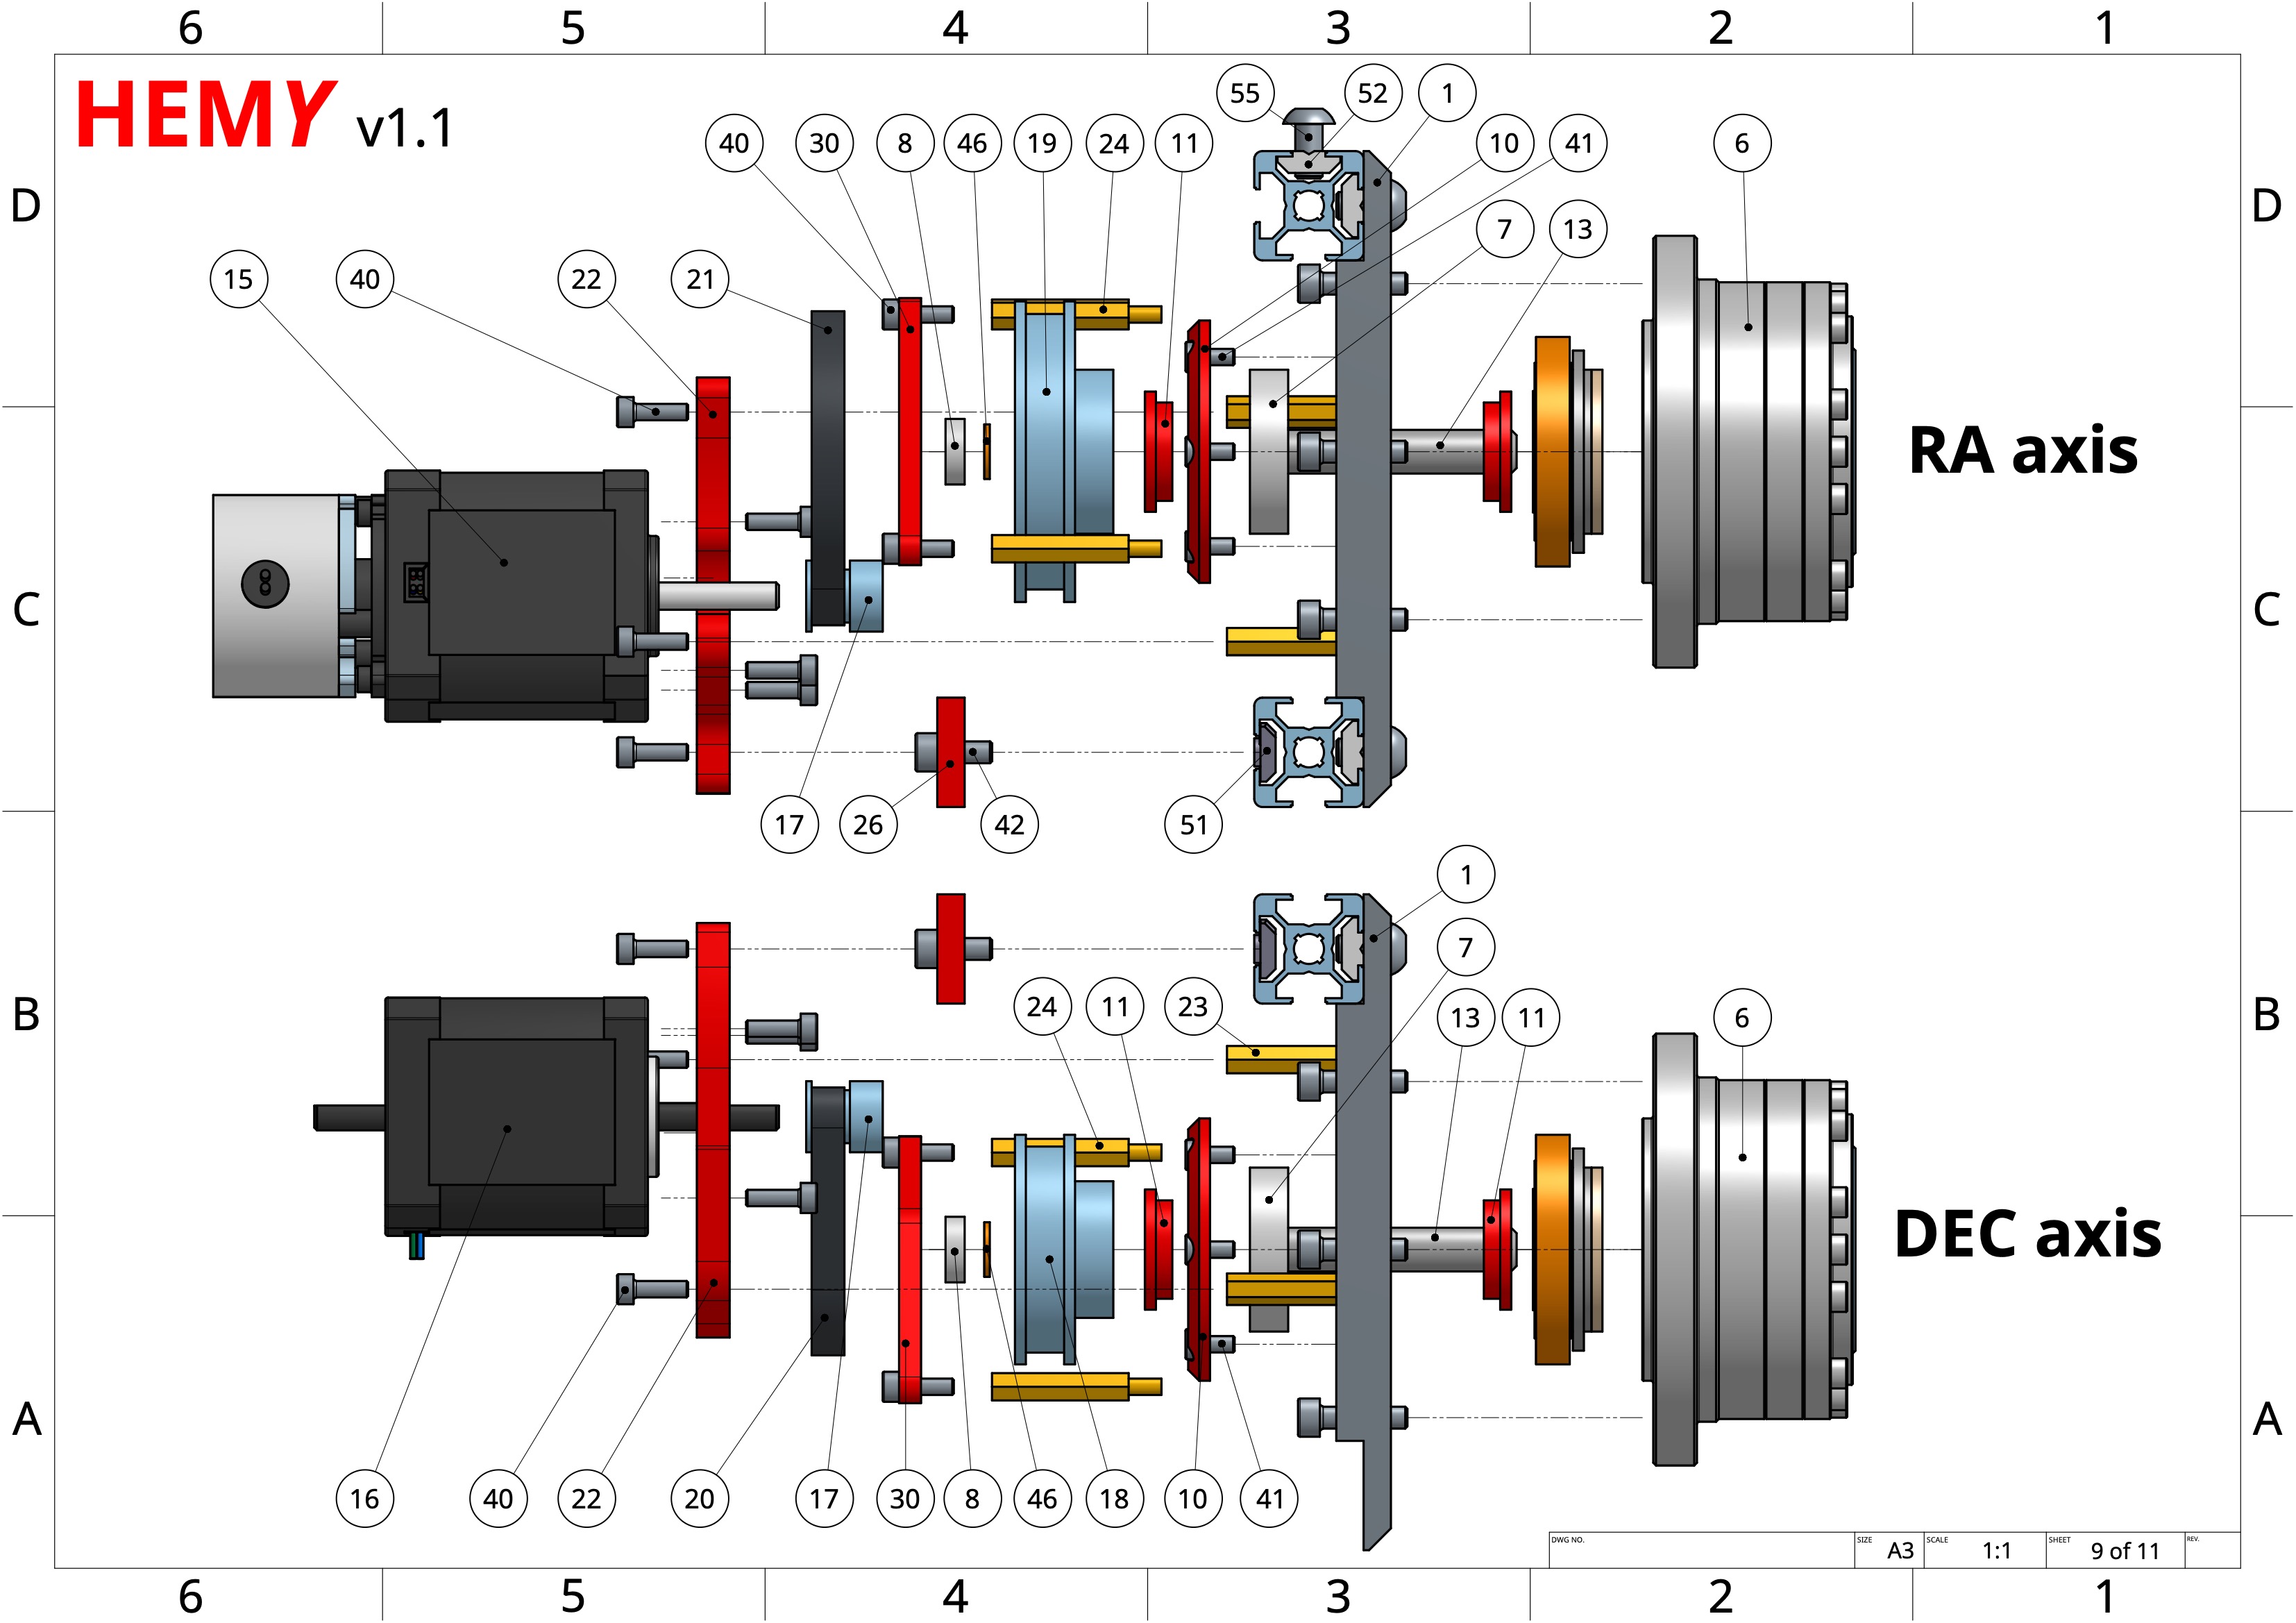 6 5 4 3 2 1
HEMY v1.1
55 52 1
40 30 8 46 19 24 11 10 41 6
D D
7 13
15 40 22 21
RA axis
C C
17 26 42 51
1
7
B B
24 11 23 13 11 6
DEC axis
A A
16 40 22 20 17 30 8 46 18 10 41
DWG NO. SIZE A3 SCALE 1:1 SHEET 9 of 11 REV.
6 5 4 3 2 1